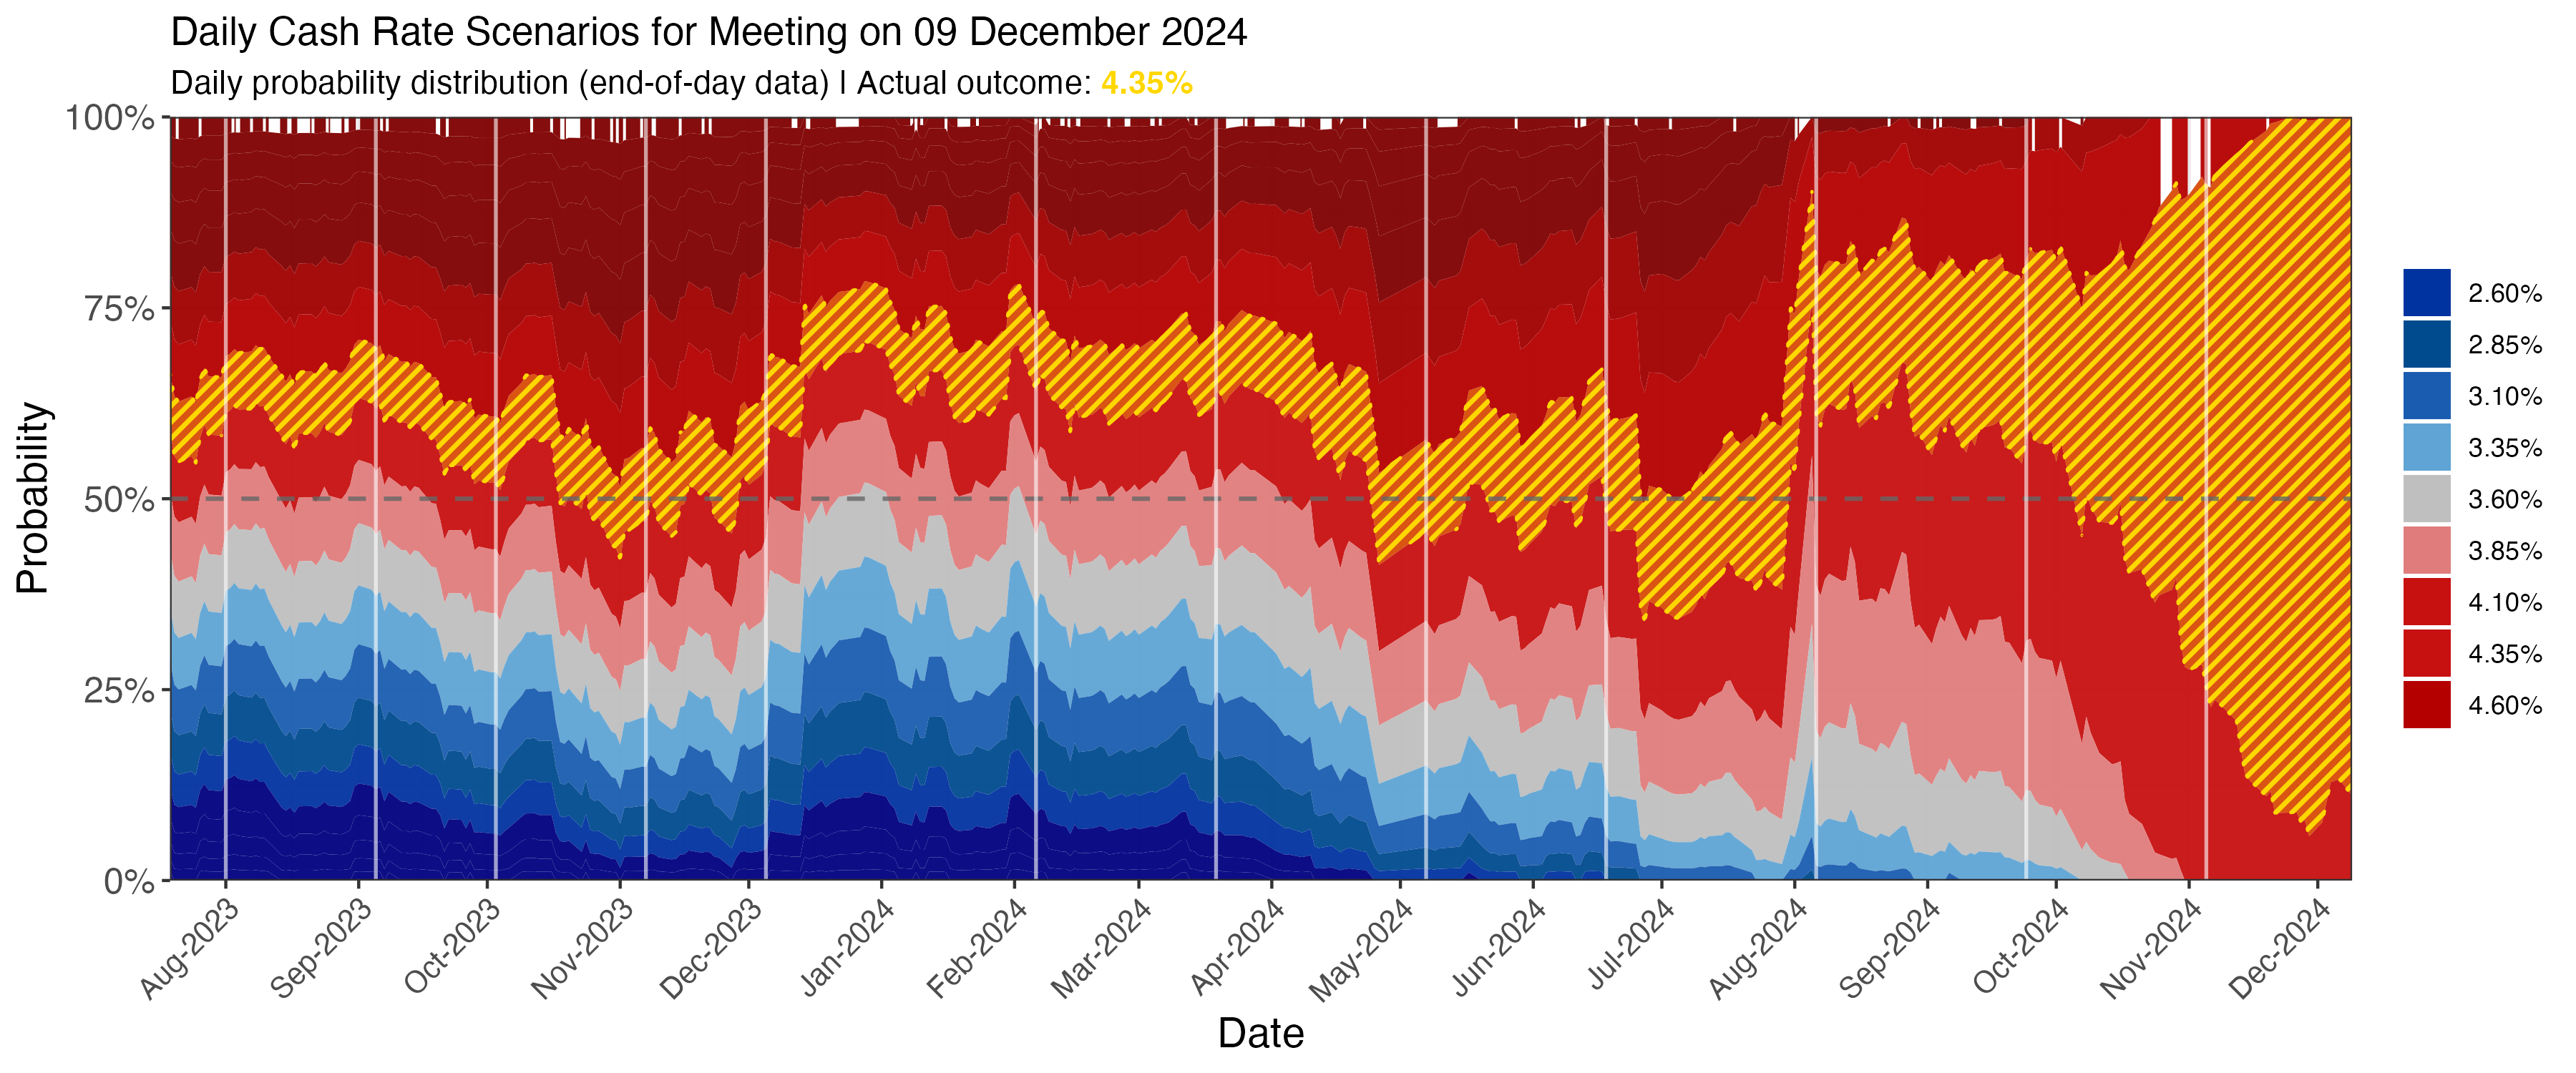 Daily Cash Rate Scenarios for Meeting on 09 December 2024
Daily probability distribution (end-of-day data) | Actual outcome: 4.35%
Probability
100%
75%
50%
25%
0%
2.60%
2.85%
3.10%
3.35%
3.60%
3.85%
4.10%
4.35%
4.60%
Aug-2023
Sep-2023
Oct-2023
Nov-2023
Dec-2023
Jan-2024
Feb-2024
Mar-2024
Apr-2024
May-2024
Jun-2024
Jul-2024
Aug-2024
Sep-2024
Oct-2024
Nov-2024
Dec-2024
Date